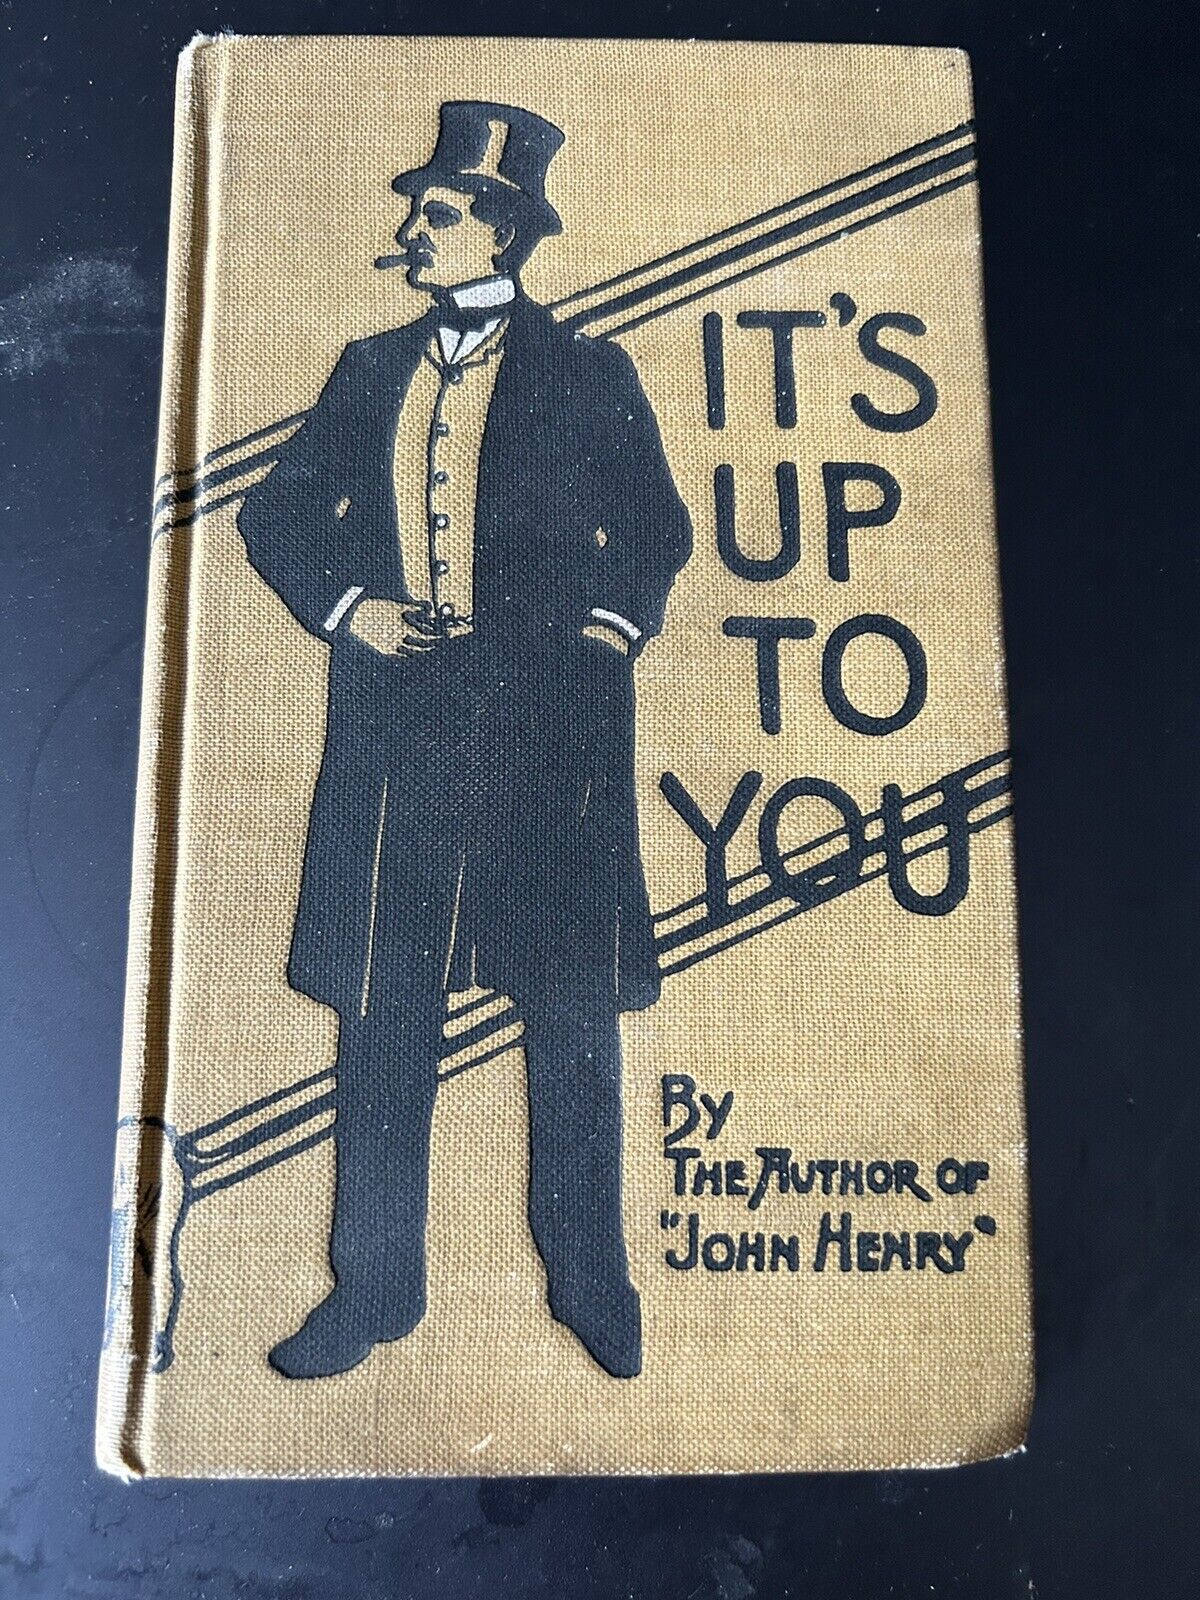 IT'S
UP
TO
YOU
By
THE AUTHOR OF
"JOHN HENRY"